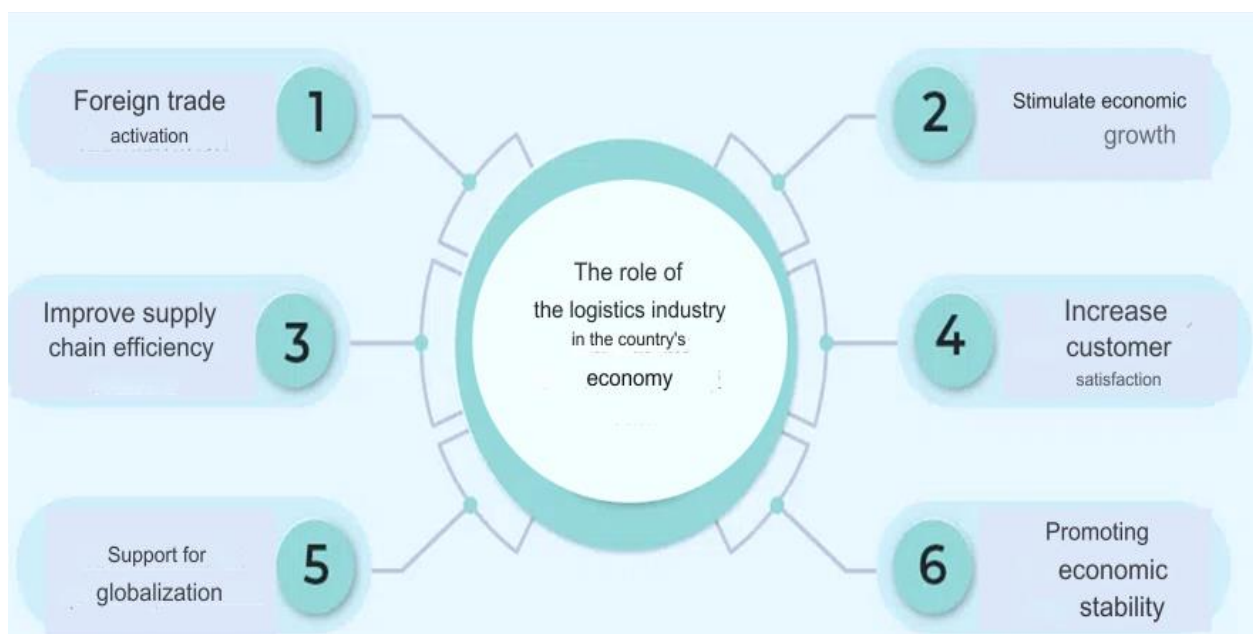 Foreign trade
activation
1
2
Stimulate economic
growth
Improve supply
chain efficiency
3
The role of
the logistics industry
in the country's
economy
4
Increase
customer
satisfaction
Support for
globalization
5
6
Promoting
economic
stability